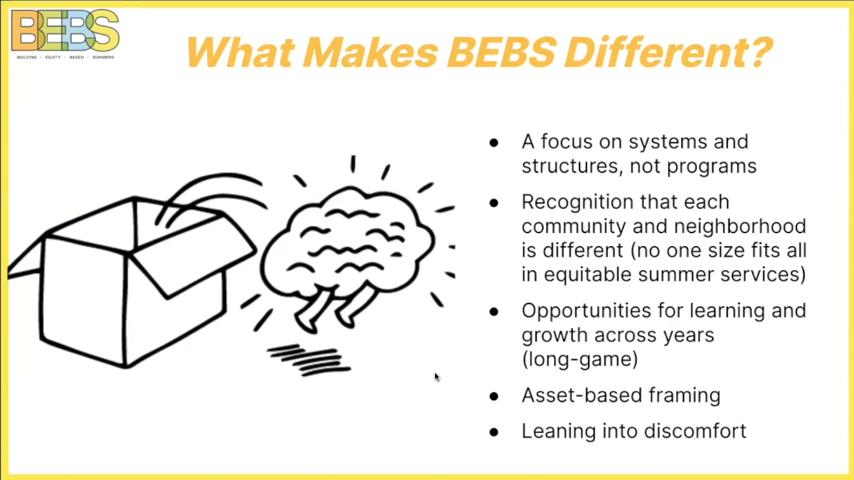 BEBS
BUILDING - EQUITY - BASED - SUMMERS
What Makes BEBS Different?
● A focus on systems and
structures, not programs
● Recognition that each
community and neighborhood
is different (no one size fits all
in equitable summer services)
● Opportunities for learning and
growth across years
(long-game)
● Asset-based framing
● Leaning into discomfort